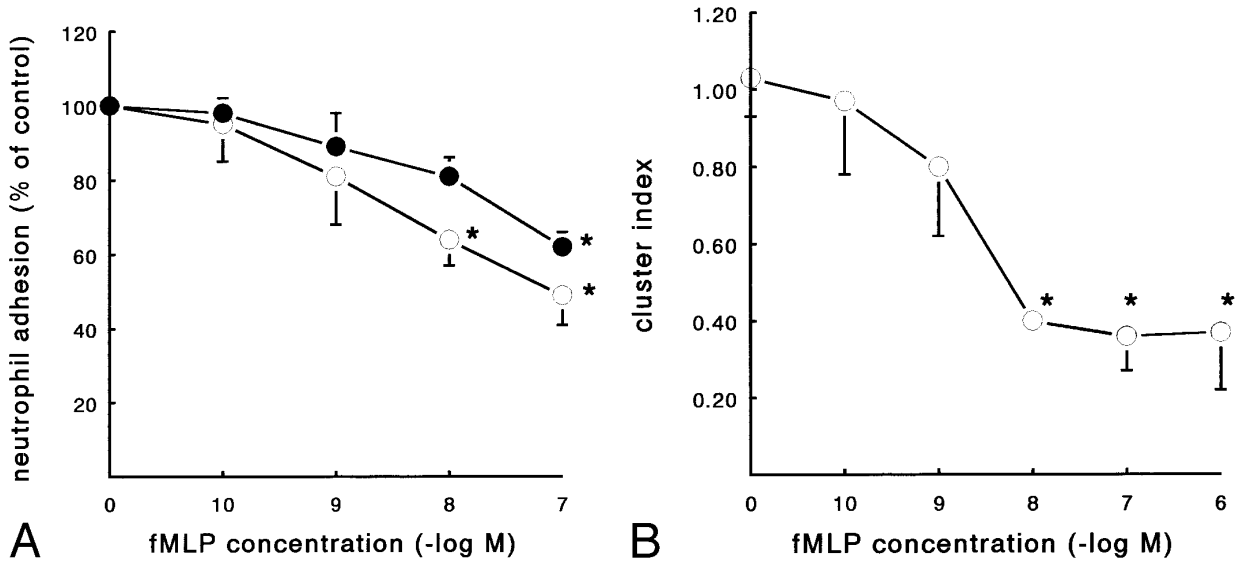 neutrophil adhesion (% of control)
120
100
80
60
40
20
*
*
*
0 10 9 8 7
A fMLP concentration (-log M)
cluster index
1.20
1.00
0.80
0.60
0.40
0.20
* * *
0 10 9 8 7 6
B fMLP concentration (-log M)